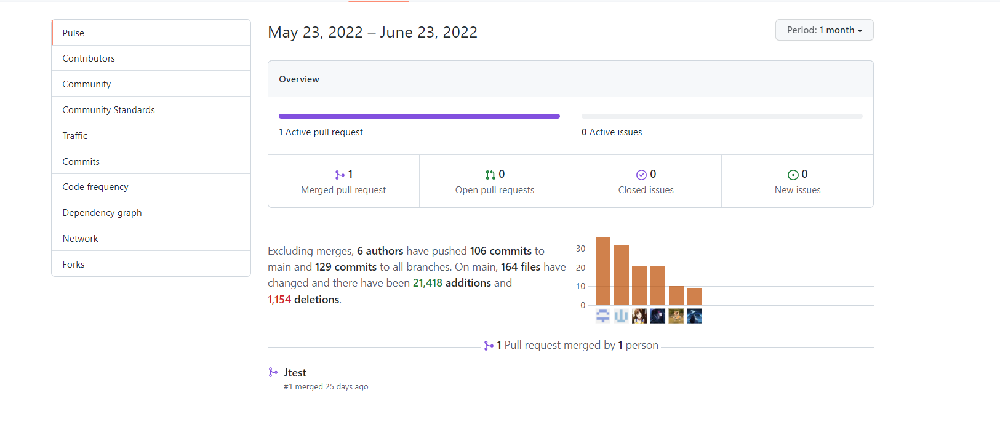 Pulse
Contributors
Community
Community Standards
Traffic
Commits
Code frequency
Dependency graph
Network
Forks
May 23, 2022 – June 23, 2022
Period: 1 month
Overview
1 Active pull request
0 Active issues
1
Merged pull request
0
Open pull requests
0
Closed issues
0
New issues
Excluding merges, 6 authors have pushed 106 commits to
main and 129 commits to all branches. On main, 164 files have
changed and there have been 21,418 additions and
1,154 deletions.
30
20
10
0
1 Pull request merged by 1 person
Jtest
#1 merged 25 days ago